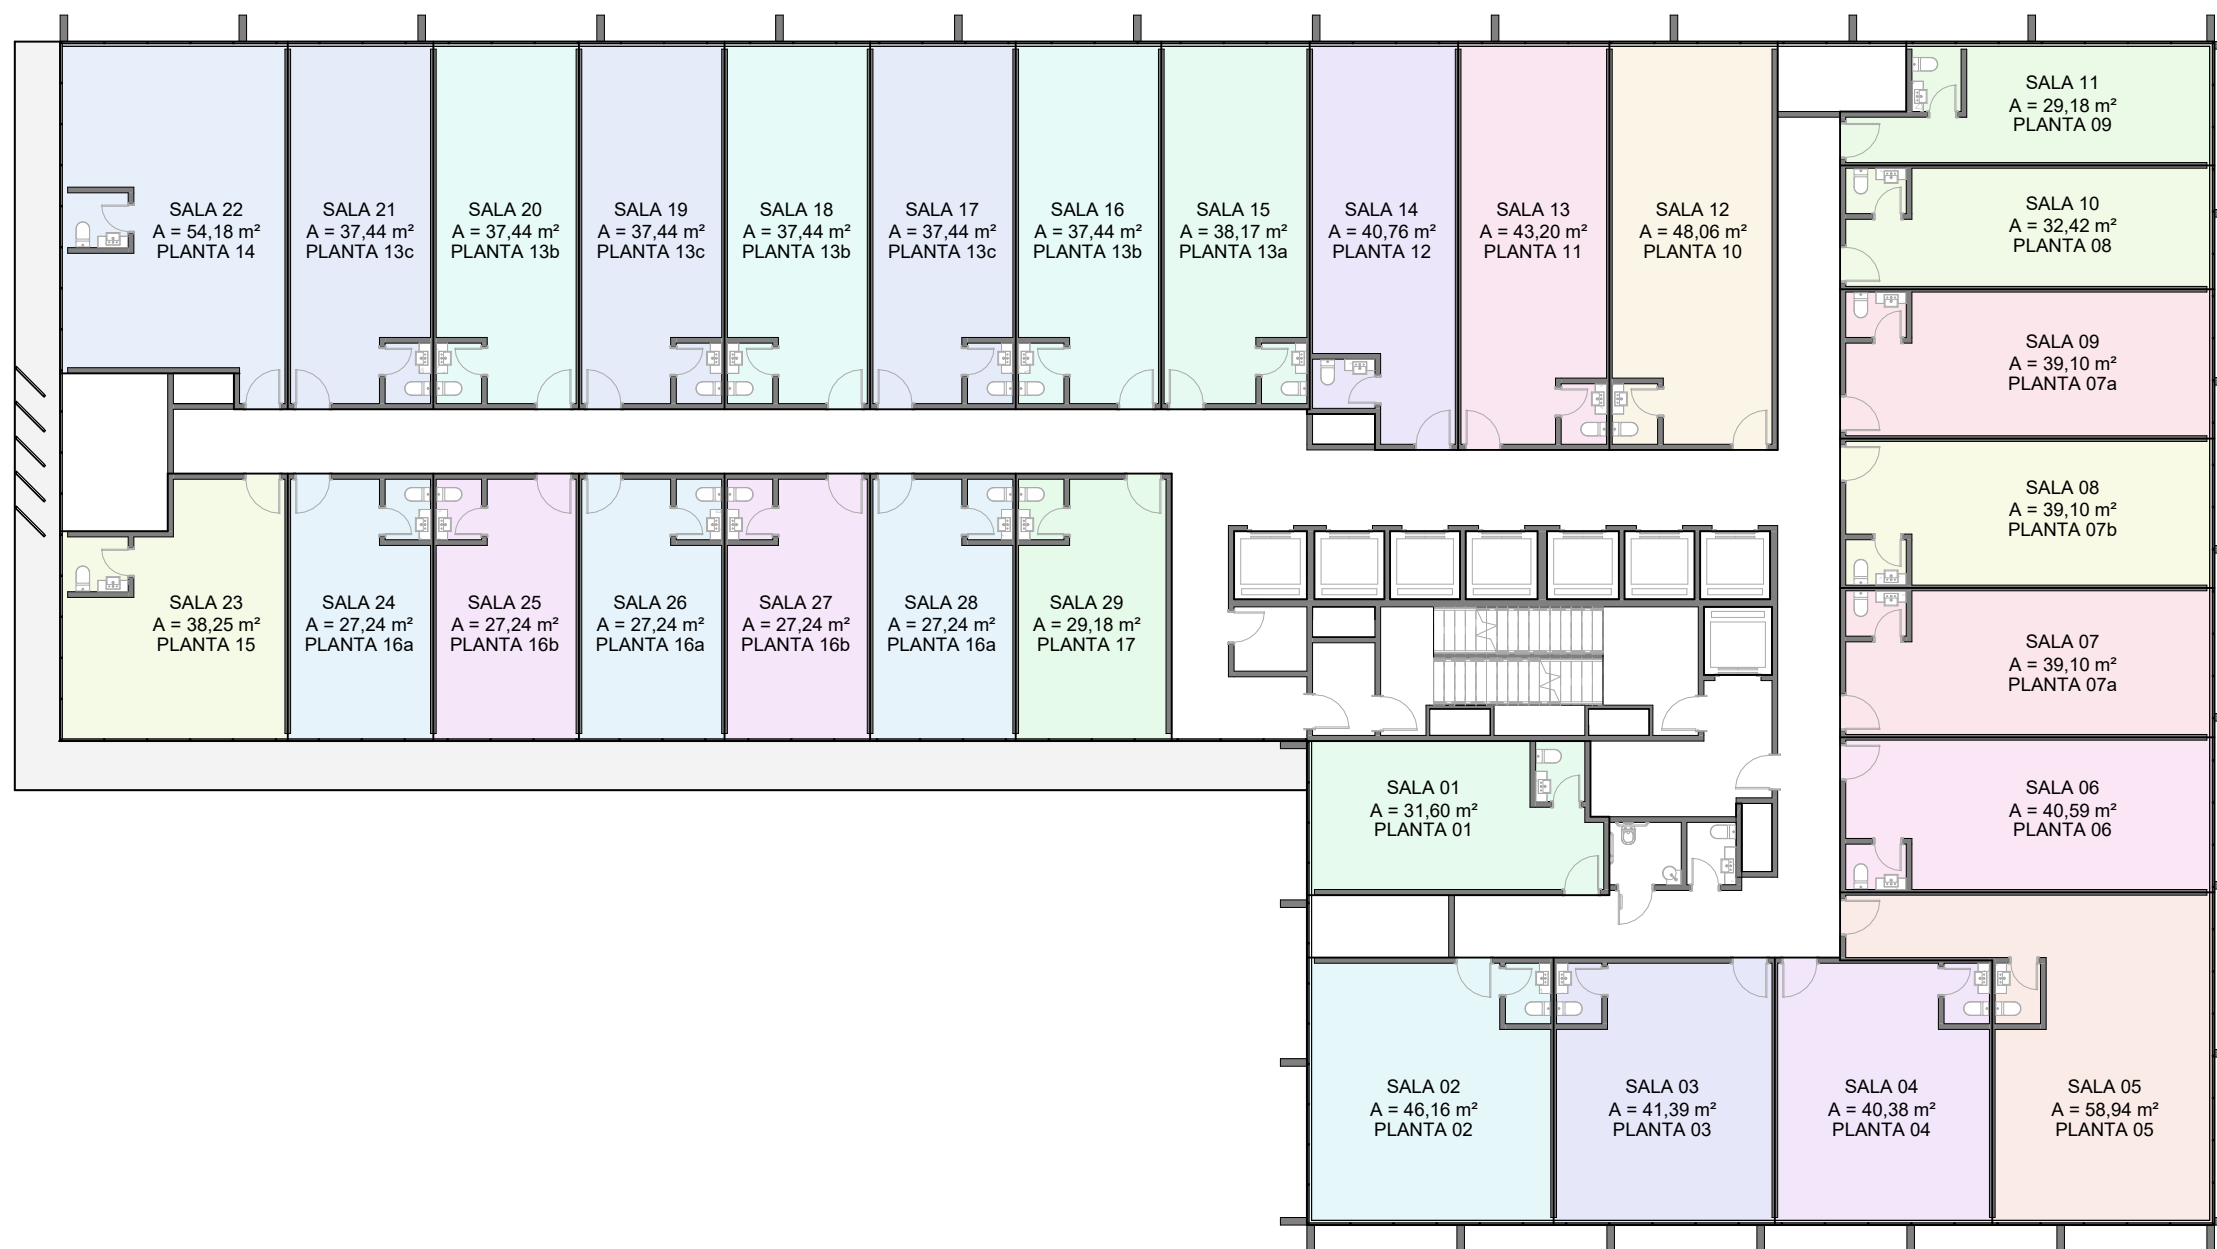 SALA 11
A = 29,18 m²
PLANTA 09
SALA 22
A = 54,18 m²
PLANTA 14
SALA 21
A = 37,44 m²
PLANTA 13c
SALA 20
A = 37,44 m²
PLANTA 13b
SALA 19
A = 37,44 m²
PLANTA 13c
SALA 18
A = 37,44 m²
PLANTA 13b
SALA 17
A = 37,44 m²
PLANTA 13c
SALA 16
A = 37,44 m²
PLANTA 13b
SALA 15
A = 38,17 m²
PLANTA 13a
SALA 14
A = 40,76 m²
PLANTA 12
SALA 13
A = 43,20 m²
PLANTA 11
SALA 12
A = 48,06 m²
PLANTA 10
SALA 10
A = 32,42 m²
PLANTA 08
SALA 09
A = 39,10 m²
PLANTA 07a
SALA 08
A = 39,10 m²
PLANTA 07b
SALA 23
A = 38,25 m²
PLANTA 15
SALA 24
A = 27,24 m²
PLANTA 16a
SALA 25
A = 27,24 m²
PLANTA 16b
SALA 26
A = 27,24 m²
PLANTA 16a
SALA 27
A = 27,24 m²
PLANTA 16b
SALA 28
A = 27,24 m²
PLANTA 16a
SALA 29
A = 29,18 m²
PLANTA 17
SALA 07
A = 39,10 m²
PLANTA 07a
SALA 01
A = 31,60 m²
PLANTA 01
SALA 06
A = 40,59 m²
PLANTA 06
SALA 02
A = 46,16 m²
PLANTA 02
SALA 03
A = 41,39 m²
PLANTA 03
SALA 04
A = 40,38 m²
PLANTA 04
SALA 05
A = 58,94 m²
PLANTA 05